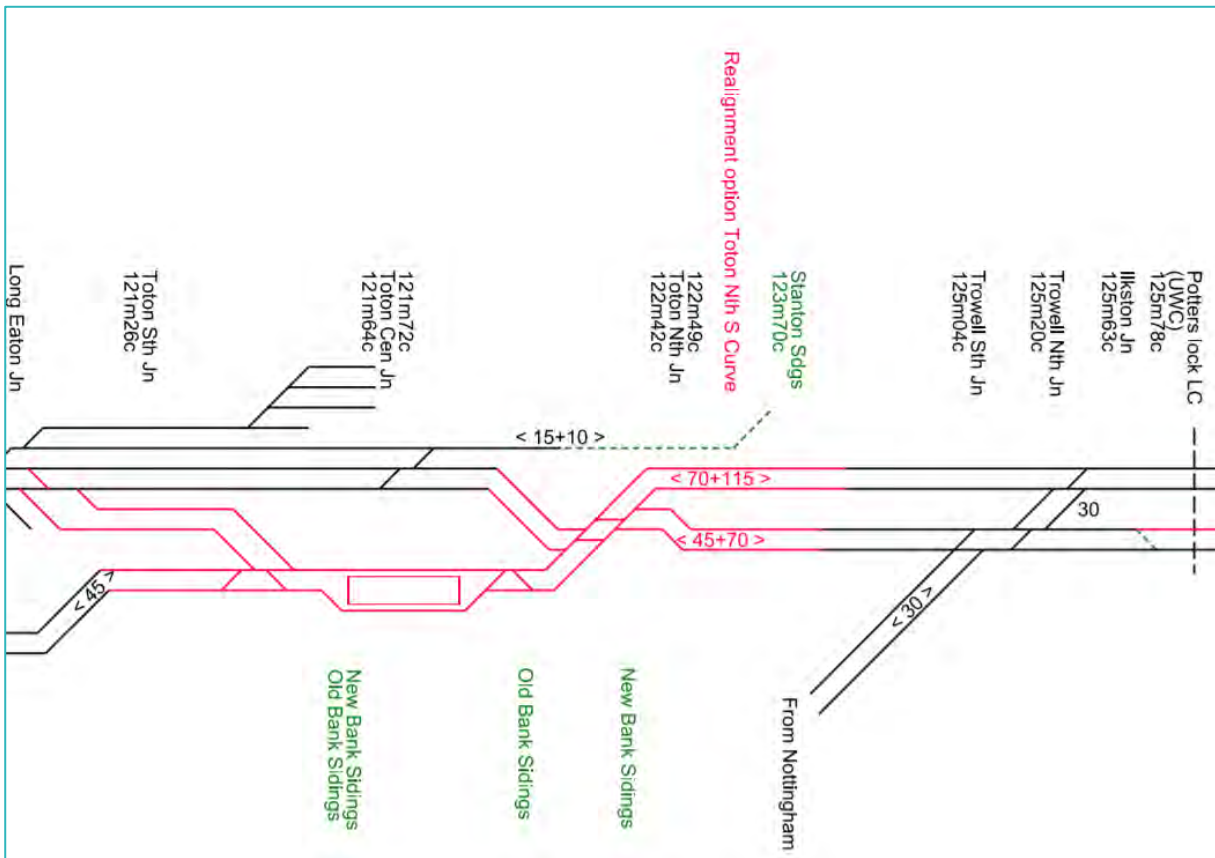 Realignment option Toton Nth S Curve
Long Eaton Jn
Toton Sth Jn
121m26c
121m72c
Toton Cen Jn
121m64c
122m49c
Toton Nth Jn
122m42c
Stanton Sdgs
123m70c
Trowell Sth Jn
125m04c
Trowell Nth Jn
125m20c
Potters lock LC
(UWC)
125m78c
Ilkston Jn
125m63c
< 15+10 >
< 70+115 >
< 45+70 >
30
< 45 >
< 30 >
New Bank Sidings
Old Bank Sidings
Old Bank Sidings
New Bank Sidings
From Nottingham